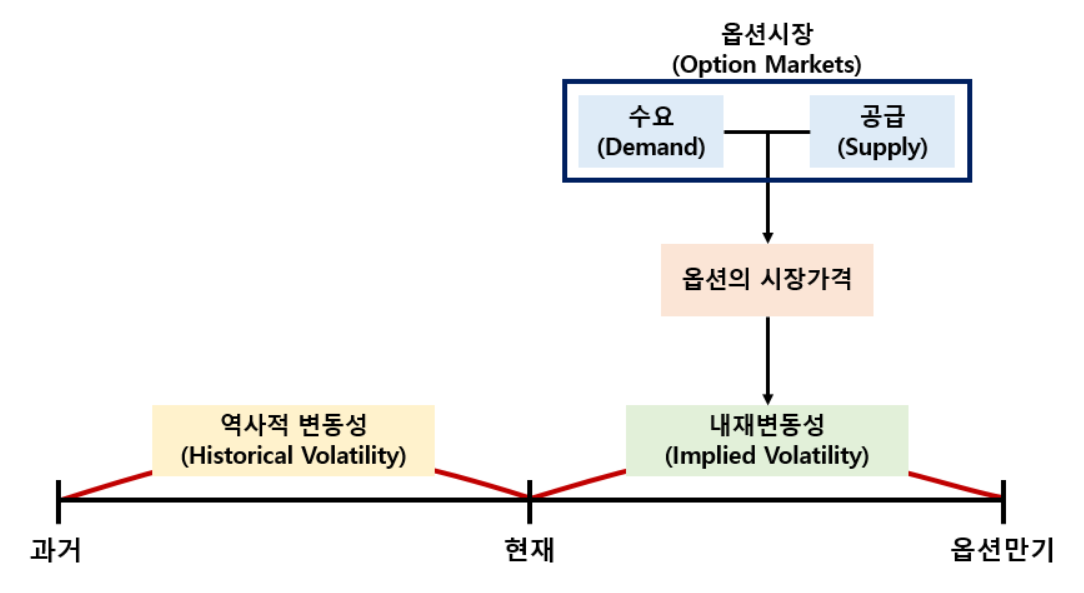 옵션시장
(Option Markets)
수요
(Demand)
공급
(Supply)
옵션의 시장가격
역사적 변동성
(Historical Volatility)
내재변동성
(Implied Volatility)
과거
현재
옵션만기